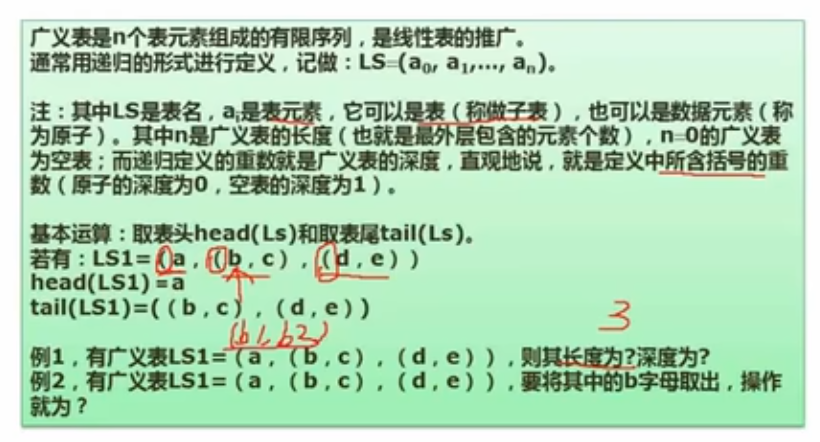 广义表是n个表元素组成的有限序列，是线性表的推广。
通常用递归的形式进行定义，记做：LS=(a₀, a₁,..., aₙ)。
注：其中LS是表名，aᵢ是表元素，它可以是表（称做子表），也可以是数据元素（称
为原子）。其中n是广义表的长度（也就是最外层包含的元素个数），n=0的广义表
为空表；而递归定义的重数就是广义表的深度，直观地说，就是定义中所含括号的重
数（原子的深度为0，空表的深度为1）。
基本运算：取表头head(Ls)和取表尾tail(Ls)。
若有：LS1=（a，（b，c），（d，e））
head(LS1)=a
tail(LS1)=(（b，c），（d，e))
3
(b1, b2)
例1，有广义表LS1=（a，（b，c），（d，e）），则其长度为?深度为?
例2，有广义表LS1=（a，（b，c），（d，e）），要将其中的b字母取出，操作
就为？